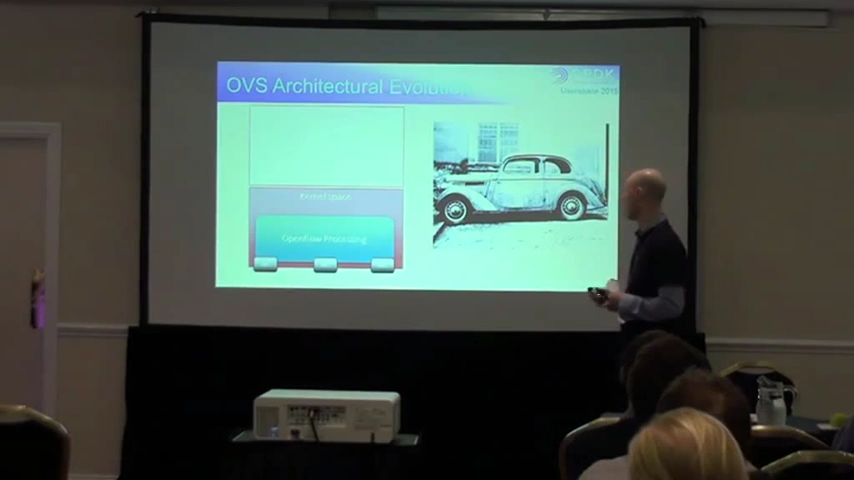 OVS Architectural Evolution
DPDK
Userspace 2015
Kernel space
Openflow Processing